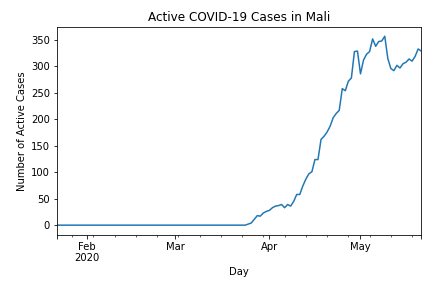 Active COVID-19 Cases in Mali
Number of Active Cases
350
300
250
200
150
100
50
0
Feb
2020
Mar
Apr
May
Day